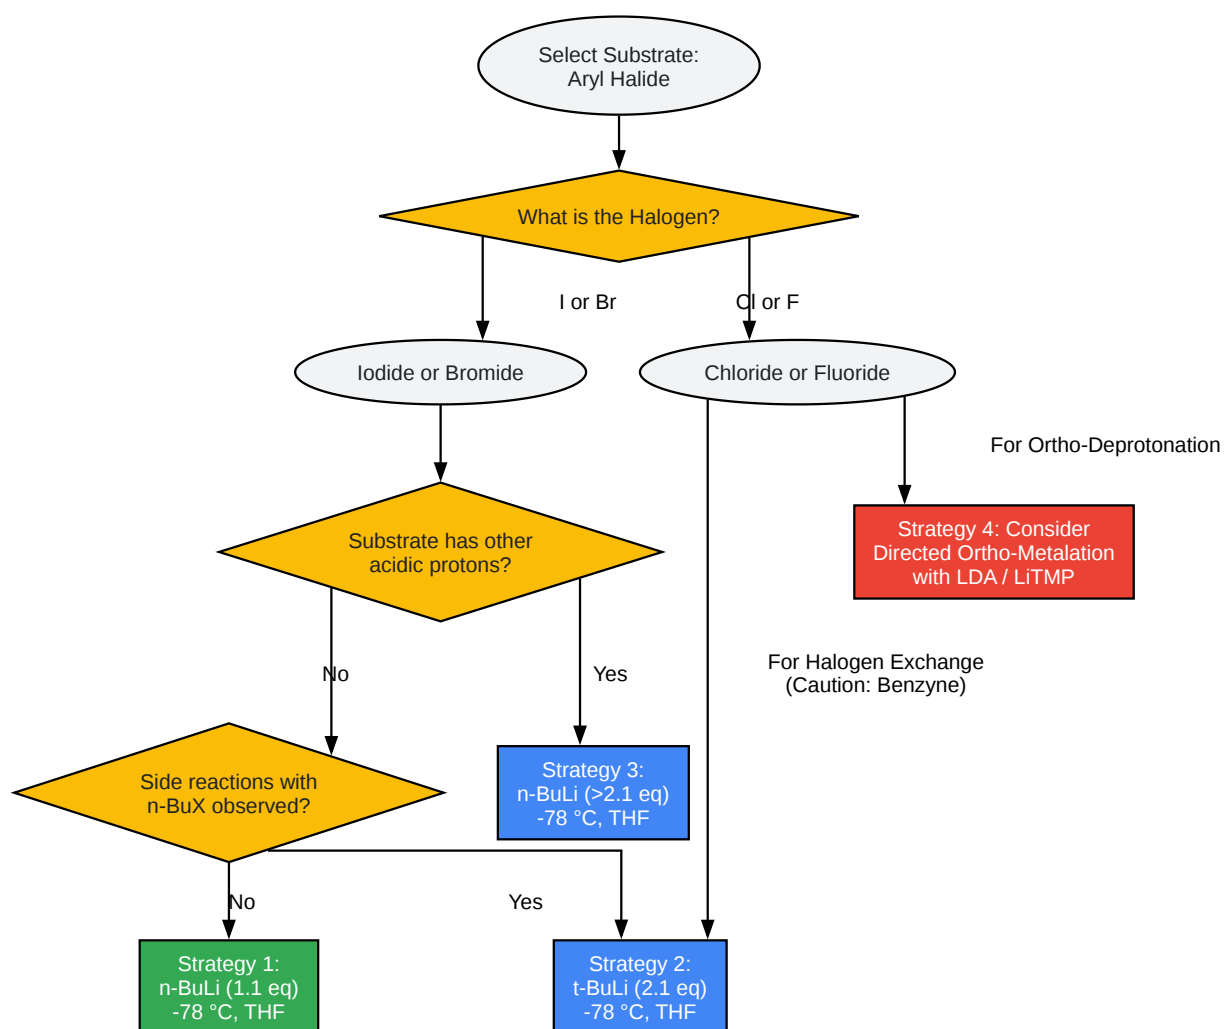 Select Substrate:
Aryl Halide
What is the Halogen?
I or Br
Cl or F
Iodide or Bromide
Chloride or Fluoride
For Ortho-Deprotonation
Substrate has other
acidic protons?
Strategy 4: Consider
Directed Ortho-Metalation
with LDA / LiTMP
No
Yes
For Halogen Exchange
(Caution: Benzyne)
Side reactions with
n-BuX observed?
Strategy 3:
n-BuLi (>2.1 eq)
-78 °C, THF
No
Yes
Strategy 1:
n-BuLi (1.1 eq)
-78 °C, THF
Strategy 2:
t-BuLi (2.1 eq)
-78 °C, THF